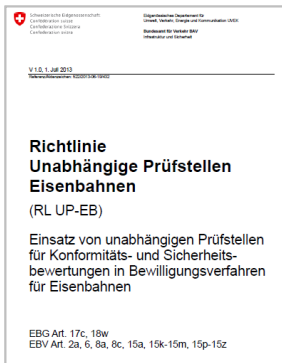 Schweizerische Eidgenossenschaft
Confédération suisse
Confederazione Svizzera
Confederaziun svizra
Eidgenössisches Departement für
Umwelt, Verkehr, Energie und Kommunikation UVEK
Bundesamt für Verkehr BAV
Infrastruktur und Sicherheit
V 1.0, 1. Juli 2013
Richtlinie
Unabhängige Prüfstellen
Eisenbahnen
(RL UP-EB)
Einsatz von unabhängigen Prüfstellen
für Konformitäts- und Sicherheits-
bewertungen in Bewilligungsverfahren
für Eisenbahnen
EBG Art. 17c, 18w
EBV Art. 2a, 6, 8a, 8c, 15a, 15k-15m, 15p-15z